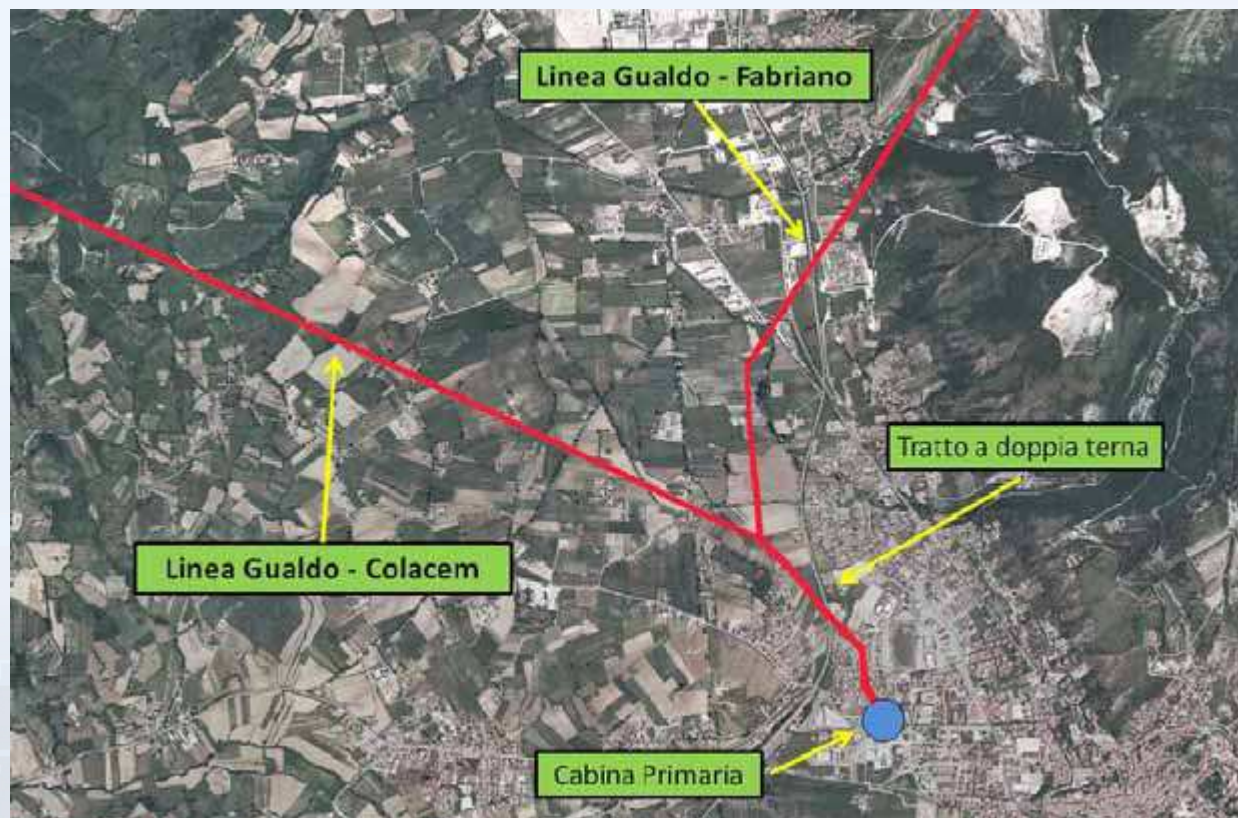 Linea Gualdo - Fabriano
Tratto a doppia terna
Linea Gualdo - Colacem
Cabina Primaria